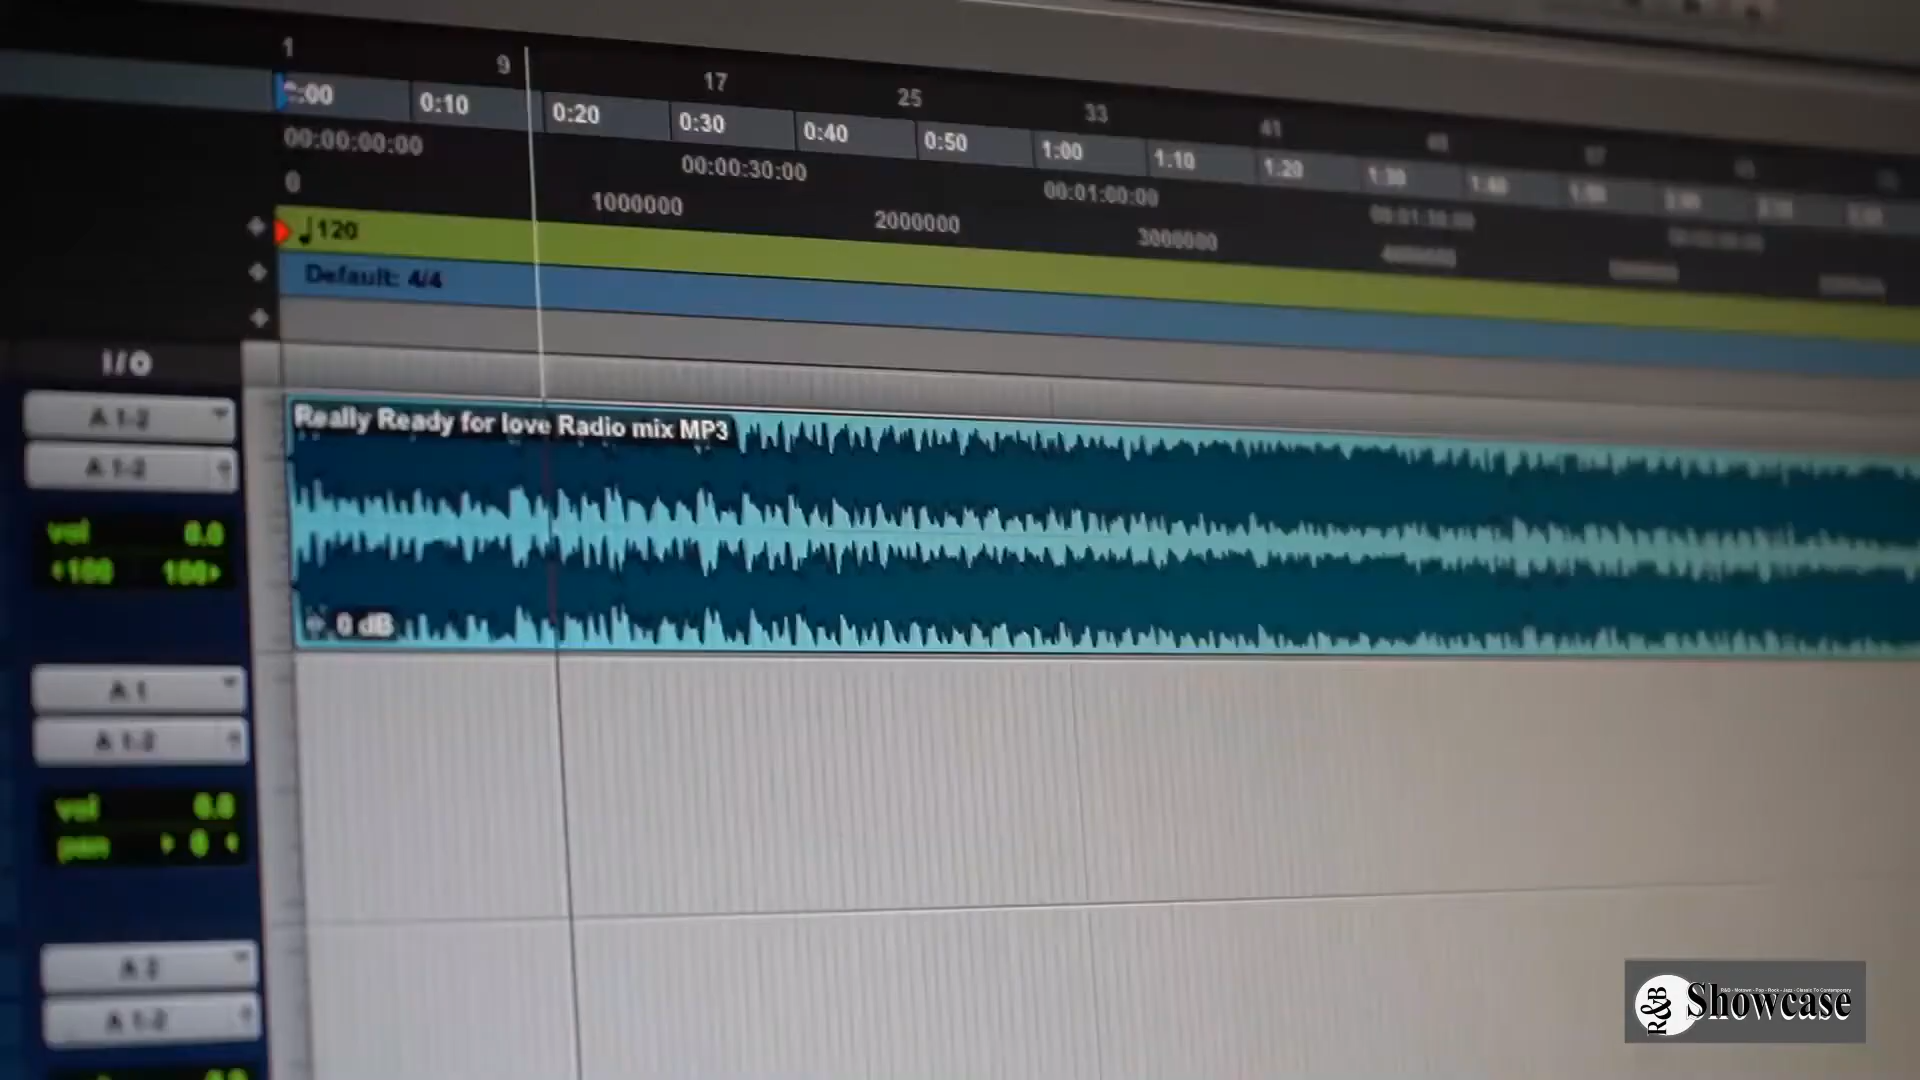 1 9 17 25 33 41
0:10 0:20 0:30 0:40 0:50 1:00 1:10 1:20 1:30 1:40
00:00:00:00 00:00:30:00 00:01:00:00
0 1000000 2000000 3000000
120
Default: 4/4
I/O
Really Ready for love Radio mix MP3
A 1-2
A 1-2
vol 0.0
100 100
0 dB
A 1
A 1-2
vol 0.0
pan 0
A 2
A 1-2
R&B Showcase